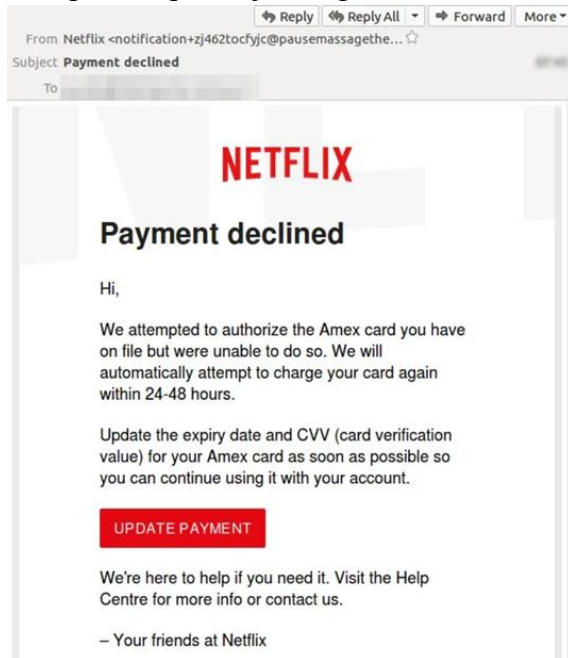 Reply Reply All Forward More
From Netflix <notification+zj462tocfyjc@pausemassagethe...
Subject Payment declined
To
NETFLIX
Payment declined
Hi,
We attempted to authorize the Amex card you have
on file but were unable to do so. We will
automatically attempt to charge your card again
within 24-48 hours.
Update the expiry date and CVV (card verification
value) for your Amex card as soon as possible so
you can continue using it with your account.
UPDATE PAYMENT
We're here to help if you need it. Visit the Help
Centre for more info or contact us.
– Your friends at Netflix